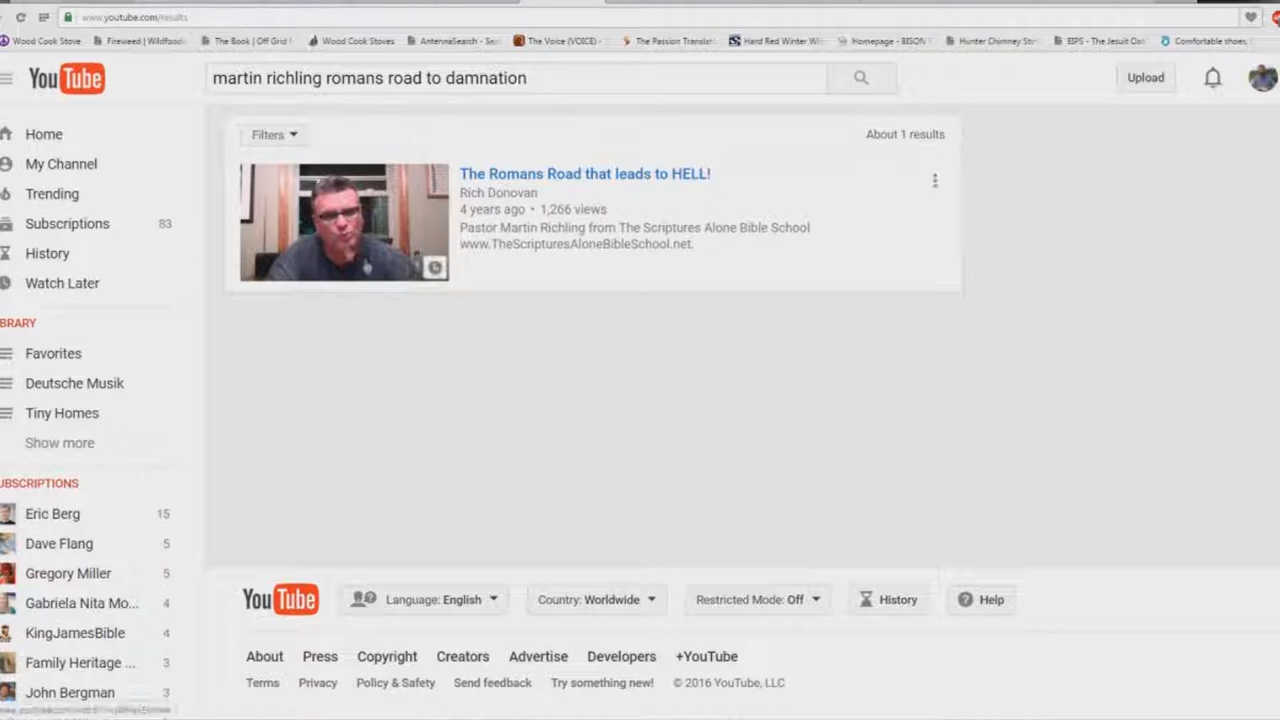 www.youtube.com/results
Wood Cook Stove
Fireweed | Wildfoods
The Book | Off Grid
Wood Cook Stoves
AntennaSearch - Sea
The Voice (VOICE) -
The Passion Translat
Hard Red Winter W
Homepage - BISON
Hunter Chimney Sto
EIPS - The Jesuit Oa
Comfortable shoes,
YouTube
martin richling romans road to damnation
Upload
Home
My Channel
Trending
Subscriptions 83
History
Watch Later
BRARY
Favorites
Deutsche Musik
Tiny Homes
Show more
UBSCRIPTIONS
Eric Berg 15
Dave Flang 5
Gregory Miller 5
Gabriela Nita Mo... 4
KingJamesBible 4
Family Heritage ... 3
John Bergman 3
Filters
About 1 results
The Romans Road that leads to HELL!
Rich Donovan
4 years ago • 1,266 views
Pastor Martin Richling from The Scriptures Alone Bible School
www.TheScripturesAloneBibleSchool.net.
YouTube
Language: English
Country: Worldwide
Restricted Mode: Off
History
Help
About Press Copyright Creators Advertise Developers +YouTube
Terms Privacy Policy & Safety Send feedback Try something new! © 2016 YouTube, LLC